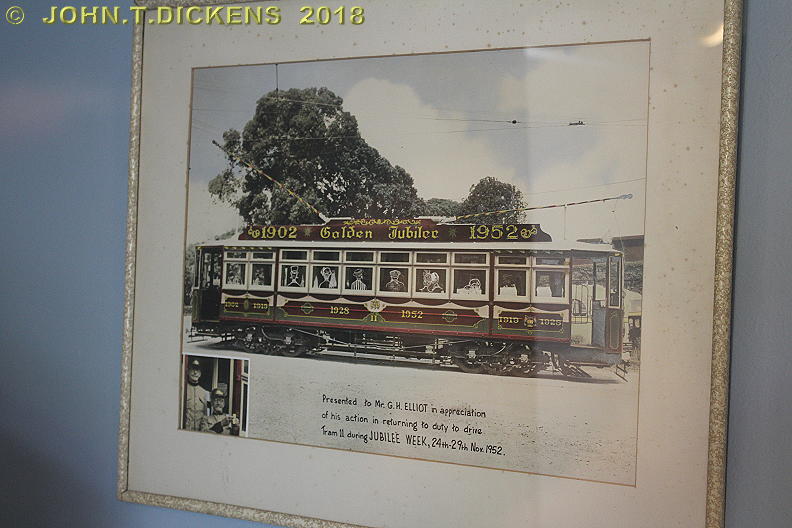 © JOHN.T.DICKENS 2018
1902 Golden Jubilee 1952
1902 1915 1928 1952 1915 1928
11
Presented to Mr. G.H. ELLIOT in appreciation
of his action in returning to duty to drive
Tram 11 during JUBILEE WEEK, 24th-29th Nov. 1952.